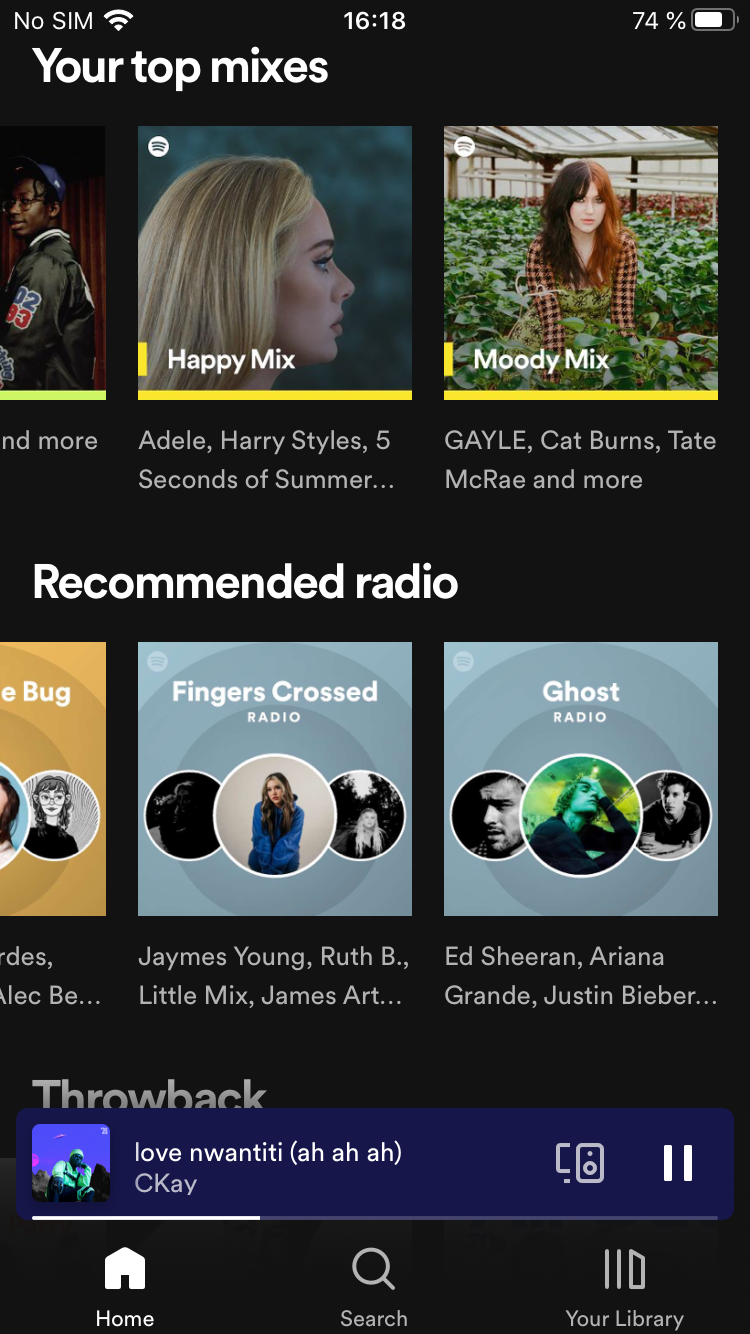 No SIM 16:18 74 %
Your top mixes
Happy Mix
Moody Mix
nd more
Adele, Harry Styles, 5
Seconds of Summer...
GAYLE, Cat Burns, Tate
McRae and more
Recommended radio
e Bug
Fingers Crossed
RADIO
Ghost
RADIO
rdes,
Alec Be...
Jaymes Young, Ruth B.,
Little Mix, James Art...
Ed Sheeran, Ariana
Grande, Justin Bieber...
Throwback
love nwantiti (ah ah ah)
CKay
Home
Search
Your Library